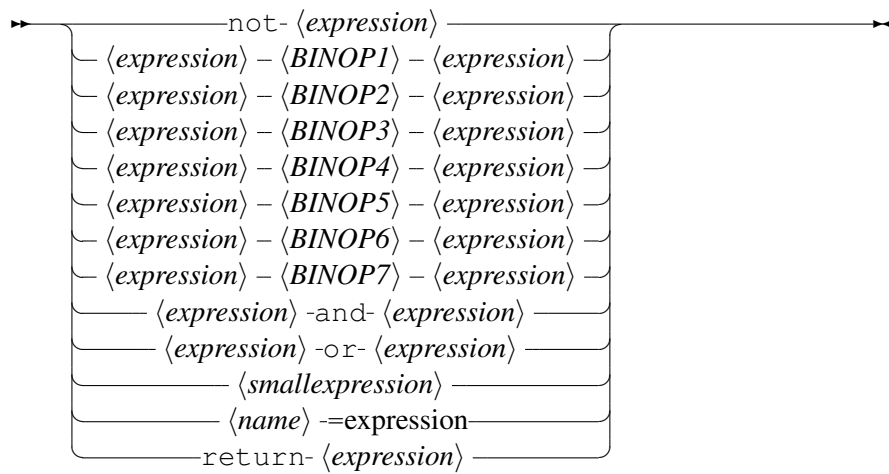 not ⟨expression⟩
⟨expression⟩ ⟨BINOP1⟩ ⟨expression⟩
⟨expression⟩ ⟨BINOP2⟩ ⟨expression⟩
⟨expression⟩ ⟨BINOP3⟩ ⟨expression⟩
⟨expression⟩ ⟨BINOP4⟩ ⟨expression⟩
⟨expression⟩ ⟨BINOP5⟩ ⟨expression⟩
⟨expression⟩ ⟨BINOP6⟩ ⟨expression⟩
⟨expression⟩ ⟨BINOP7⟩ ⟨expression⟩
⟨expression⟩ and ⟨expression⟩
⟨expression⟩ or ⟨expression⟩
⟨smallexpression⟩
⟨name⟩ =expression
return ⟨expression⟩